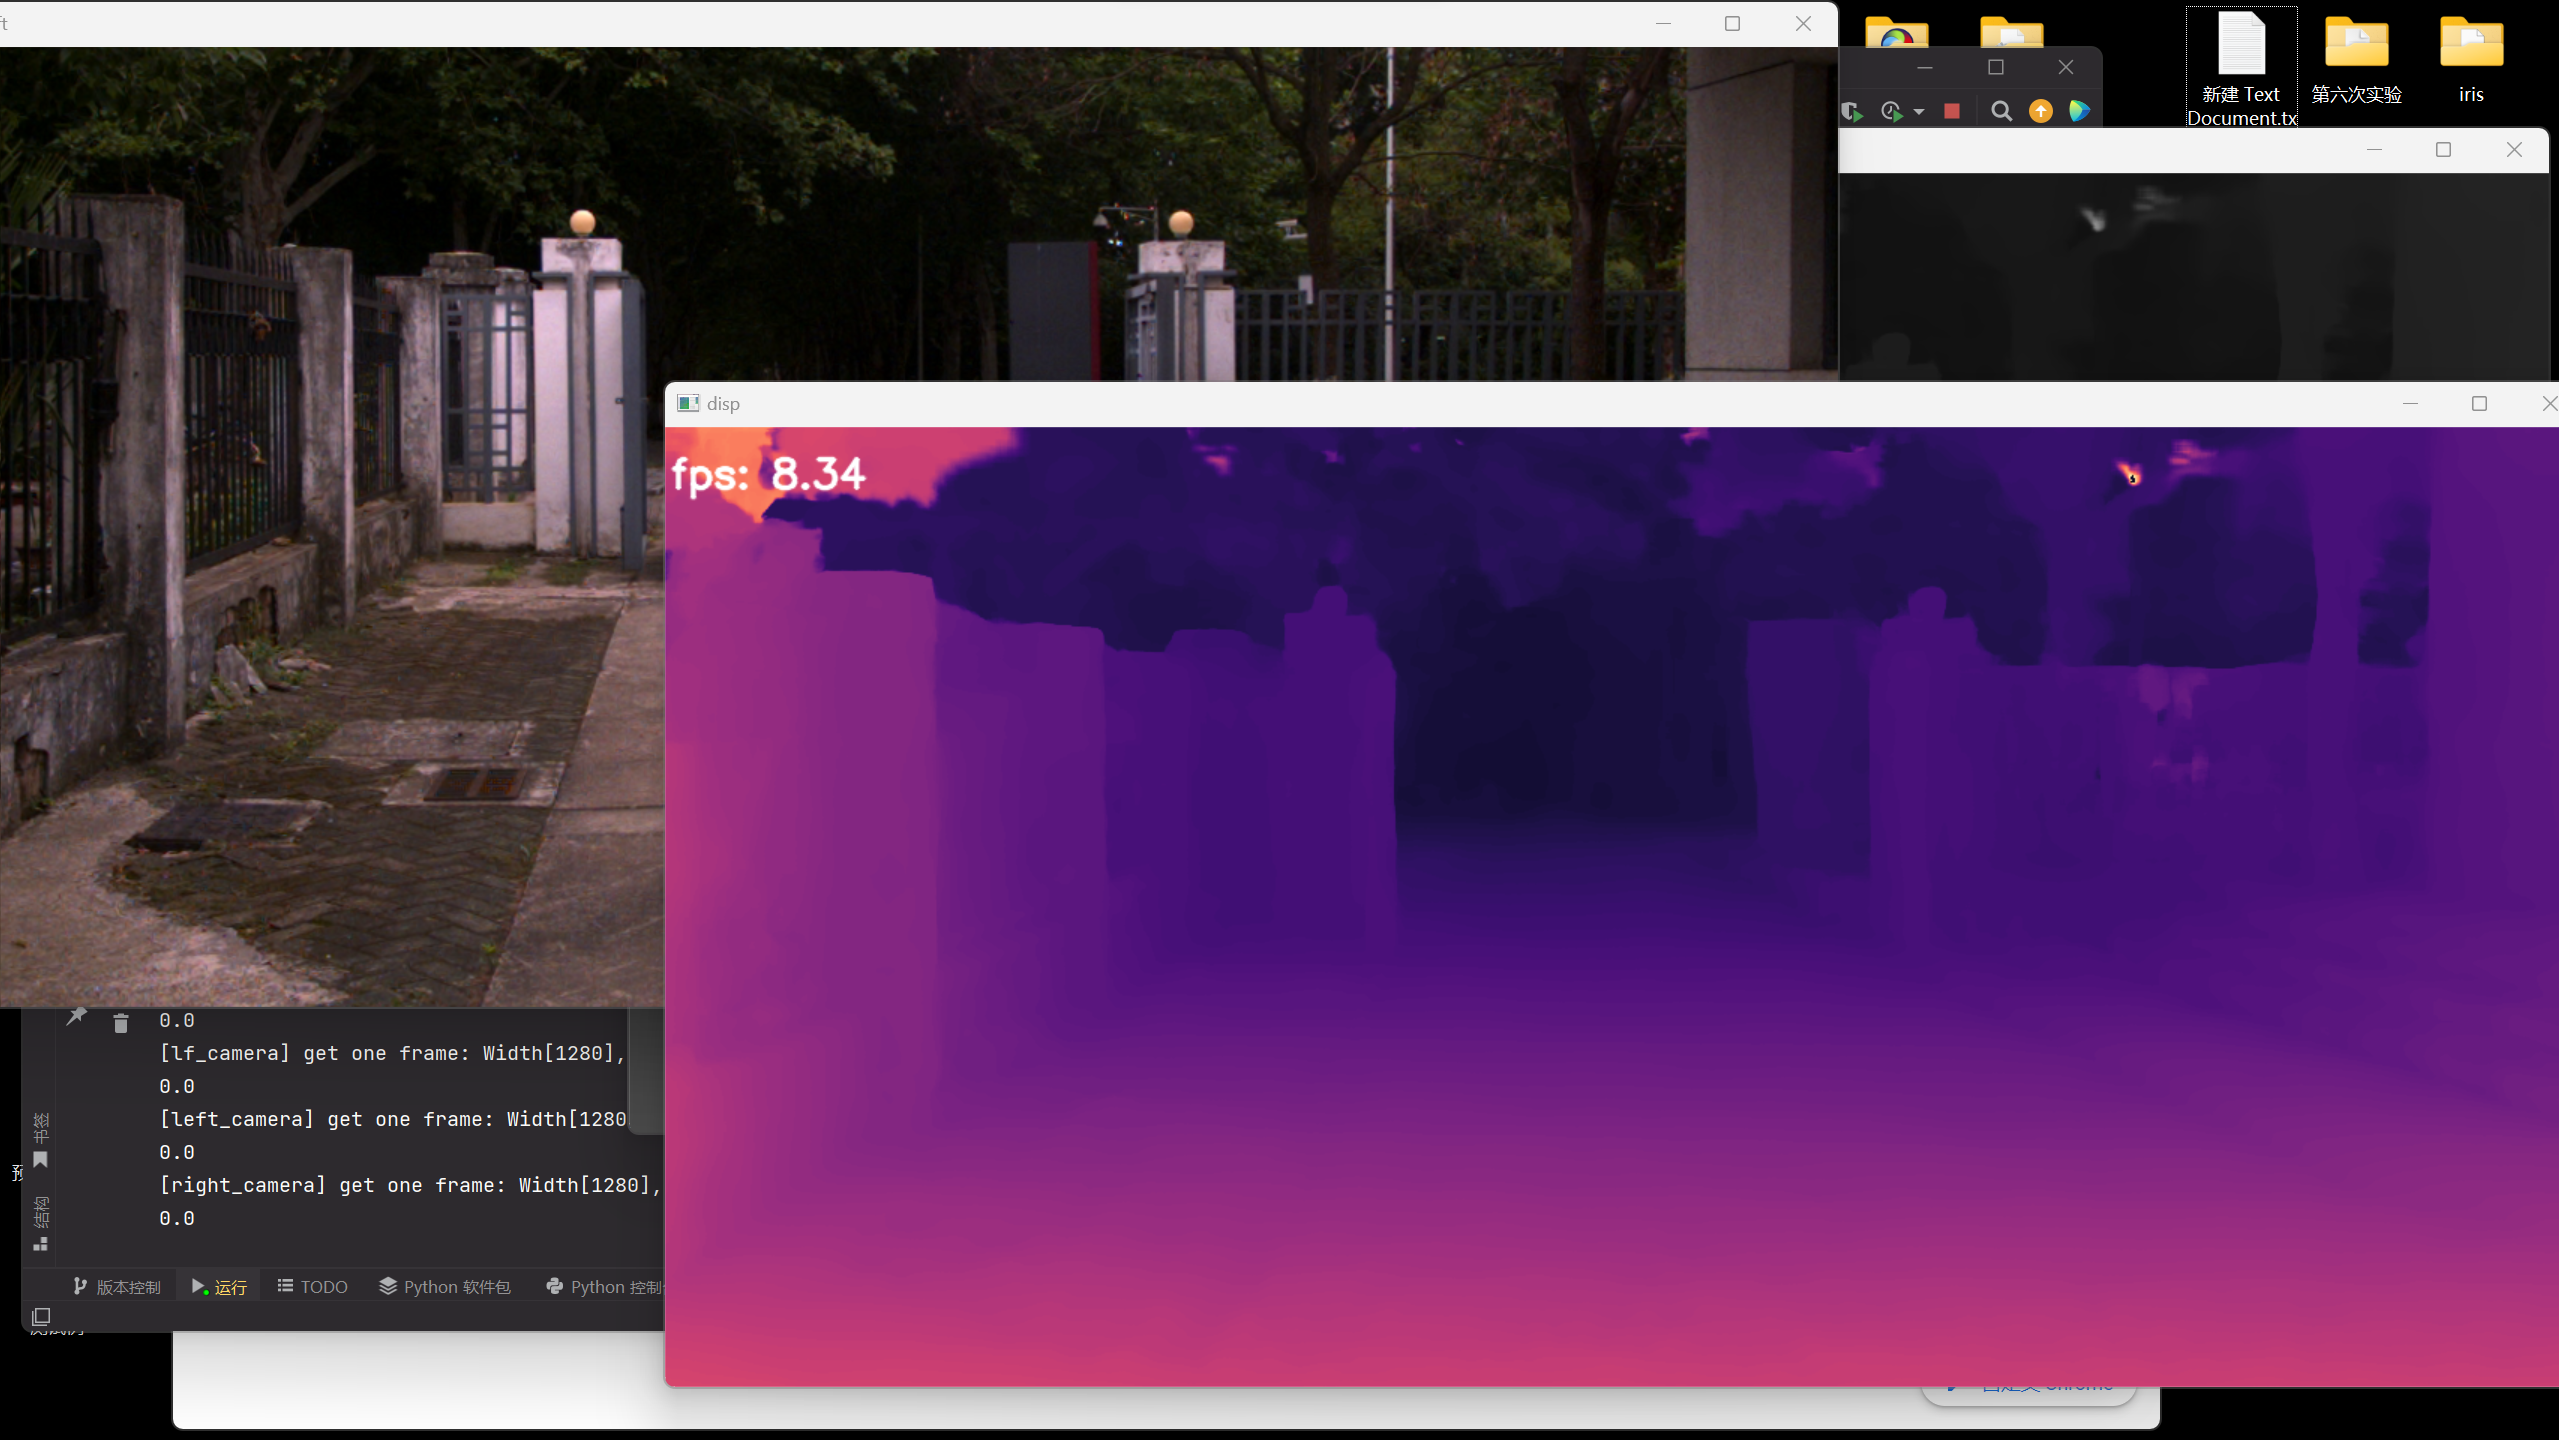 新建 Text
Document.tx
第六次实验
iris
disp
fps: 8.34
0.0
[lf_camera] get one frame: Width[1280],
0.0
[left_camera] get one frame: Width[1280
0.0
[right_camera] get one frame: Width[1280],
0.0
书签
结构
版本控制
运行
TODO
Python 软件包
Python 控制